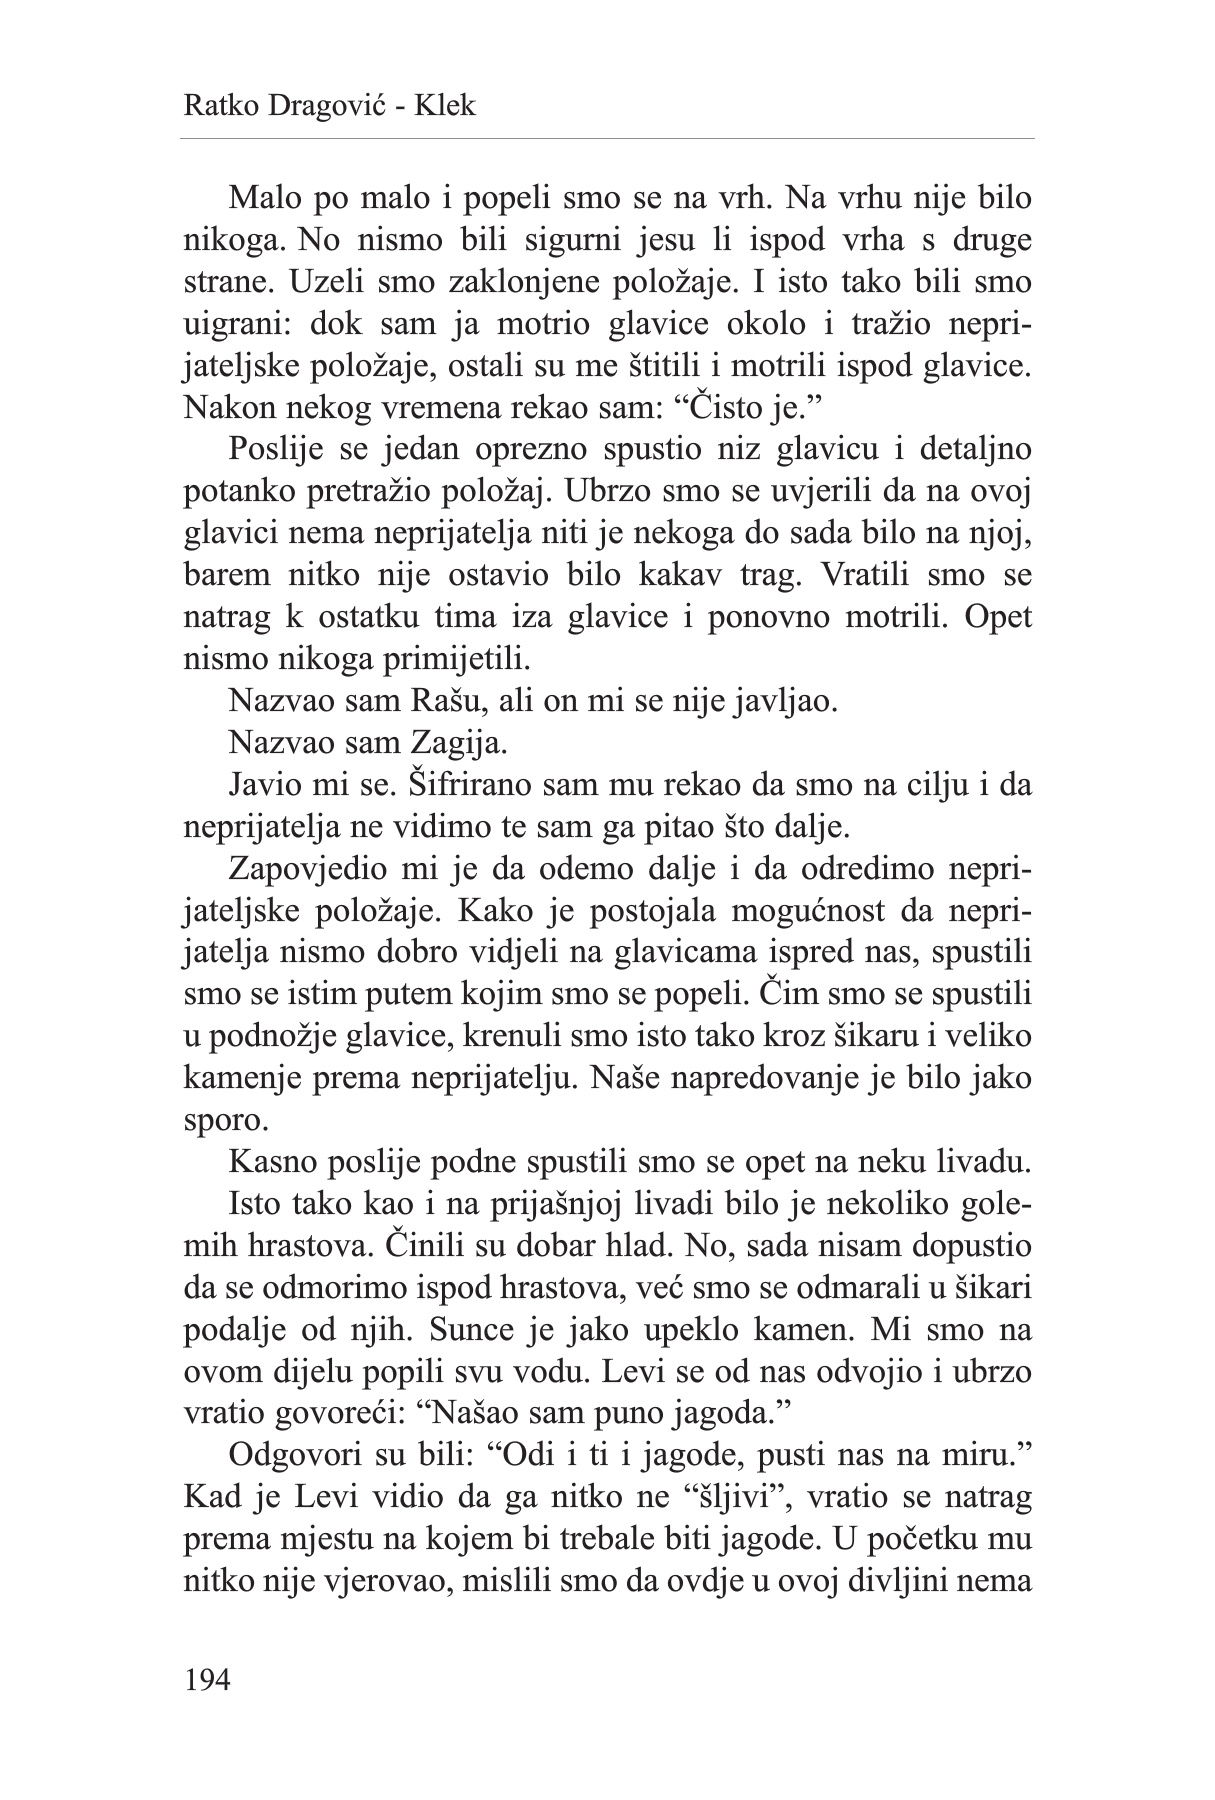 Ratko Dragović - Klek
Malo po malo i popeli smo se na vrh. Na vrhu nije bilo
nikoga. No nismo bili sigurni jesu li ispod vrha s druge
strane. Uzeli smo zaklonjene položaje. I isto tako bili smo
uigrani: dok sam ja motrio glavice okolo i tražio nepri-
jateljske položaje, ostali su me štitili i motrili ispod glavice.
Nakon nekog vremena rekao sam: “Čisto je.”
Poslije se jedan oprezno spustio niz glavicu i detaljno
potanko pretražio položaj. Ubrzo smo se uvjerili da na ovoj
glavici nema neprijatelja niti je nekoga do sada bilo na njoj,
barem nitko nije ostavio bilo kakav trag. Vratili smo se
natrag k ostatku tima iza glavice i ponovno motrili. Opet
nismo nikoga primijetili.
Nazvao sam Rašu, ali on mi se nije javljao.
Nazvao sam Zagija.
Javio mi se. Šifrirano sam mu rekao da smo na cilju i da
neprijatelja ne vidimo te sam ga pitao što dalje.
Zapovjedio mi je da odemo dalje i da odredimo nepri-
jateljske položaje. Kako je postojala mogućnost da nepri-
jatelja nismo dobro vidjeli na glavicama ispred nas, spustili
smo se istim putem kojim smo se popeli. Čim smo se spustili
u podnožje glavice, krenuli smo isto tako kroz šikaru i veliko
kamenje prema neprijatelju. Naše napredovanje je bilo jako
sporo.
Kasno poslije podne spustili smo se opet na neku livadu.
Isto tako kao i na prijašnjoj livadi bilo je nekoliko gole-
mih hrastova. Činili su dobar hlad. No, sada nisam dopustio
da se odmorimo ispod hrastova, već smo se odmarali u šikari
podalje od njih. Sunce je jako upeklo kamen. Mi smo na
ovom dijelu popili svu vodu. Levi se od nas odvojio i ubrzo
vratio govoreći: “Našao sam puno jagoda.”
Odgovori su bili: “Odi i ti i jagode, pusti nas na miru.”
Kad je Levi vidio da ga nitko ne “šljivi”, vratio se natrag
prema mjestu na kojem bi trebale biti jagode. U početku mu
nitko nije vjerovao, mislili smo da ovdje u ovoj divljini nema
194